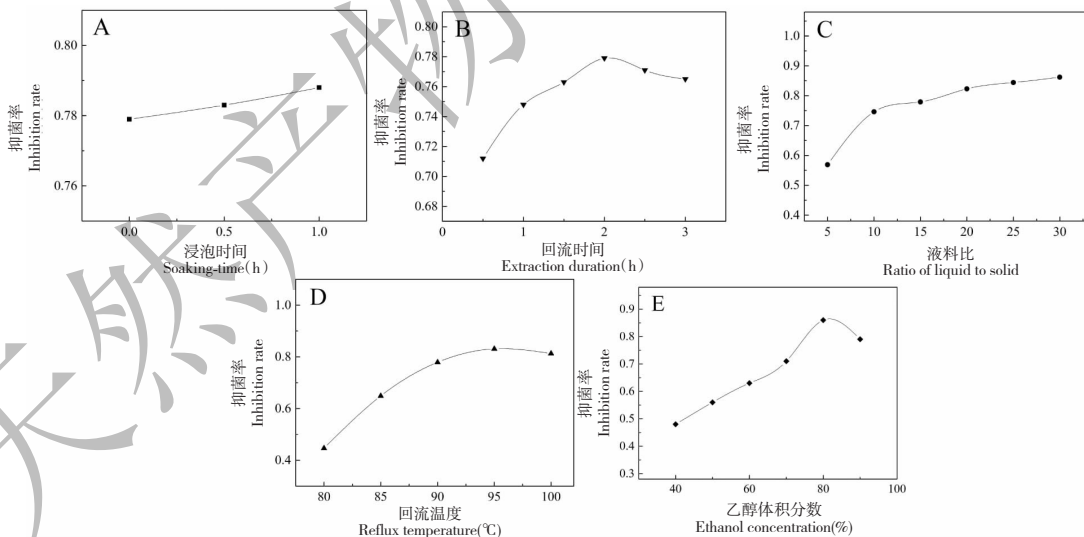 A
0.80
0.78
0.76
抑菌率
Inhibition rate
0.0 0.5 1.0
浸泡时间
Soaking-time(h)
B
0.80
0.78
0.76
0.74
0.72
0.70
0.68
抑菌率
Inhibition rate
0 1 2 3
回流时间
Extraction duration(h)
C
1.0
0.9
0.8
0.7
0.6
0.5
0.4
抑菌率
Inhibition rate
5 10 15 20 25 30
液料比
Ratio of liquid to solid
D
1.0
0.8
0.6
0.4
抑菌率
Inhibition rate
80 85 90 95 100
回流温度
Reflux temperature(℃)
E
0.9
0.8
0.7
0.6
0.5
0.4
0.3
抑菌率
Inhibition rate
40 60 80 100
乙醇体积分数
Ethanol concentration(%)
天然产物